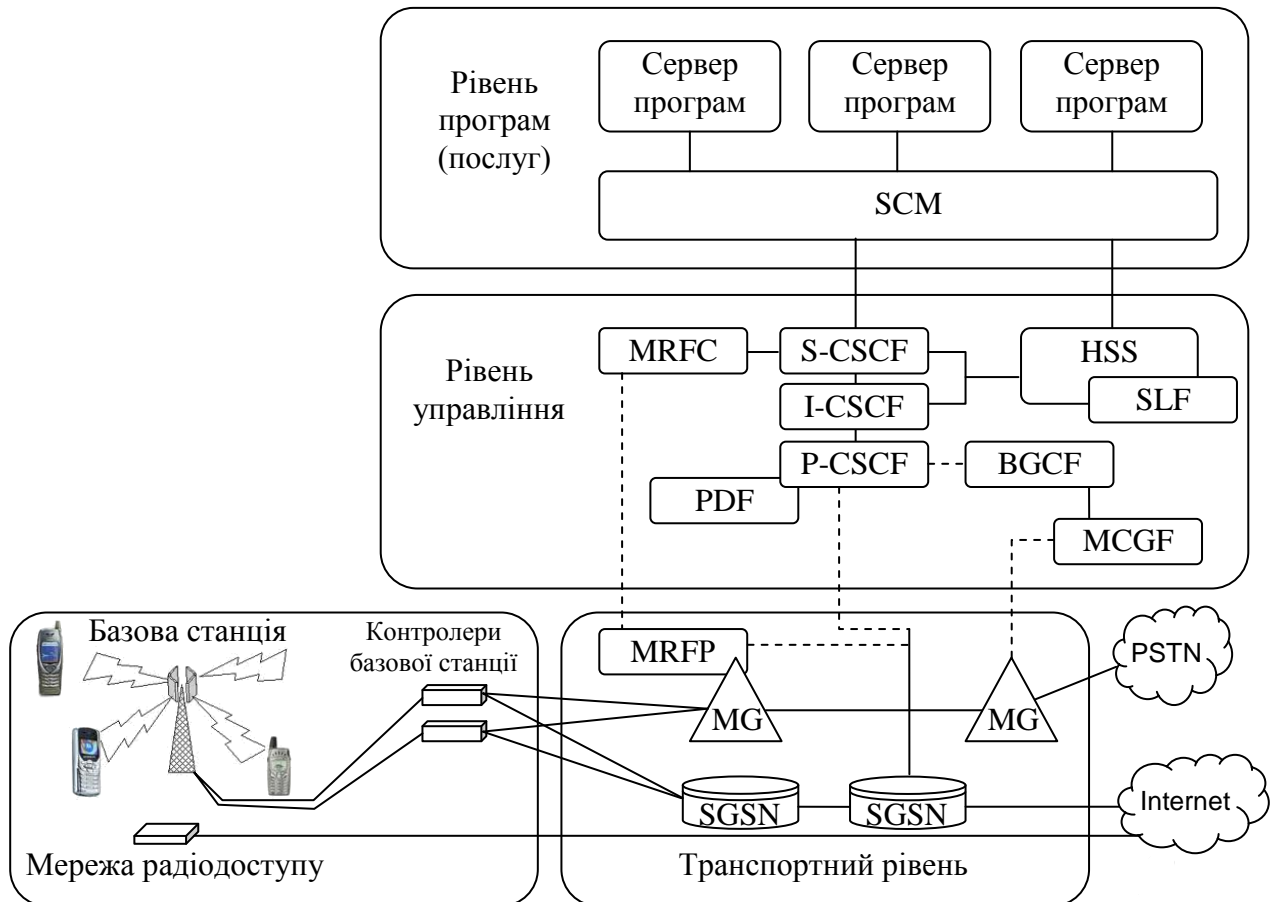 Рівень
програм
(послуг)
Сервер
програм
Сервер
програм
Сервер
програм
SCM
Рівень
управління
MRFC
S-CSCF
HSS
I-CSCF
SLF
P-CSCF
BGCF
PDF
MCGF
Базова станція
Контролери
базової станції
MRFP
MG
MG
PSTN
SGSN
SGSN
Internet
Мережа радіодоступу
Транспортний рівень